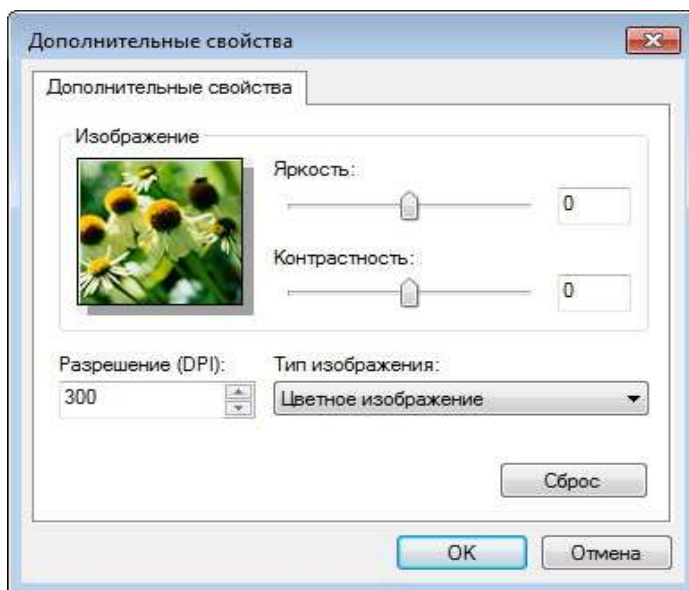 Дополнительные свойства
Дополнительные свойства
Изображение
Яркость:
0
Контрастность:
0
Разрешение (DPI):
Тип изображения:
300
Цветное изображение
Сброс
OK
Отмена